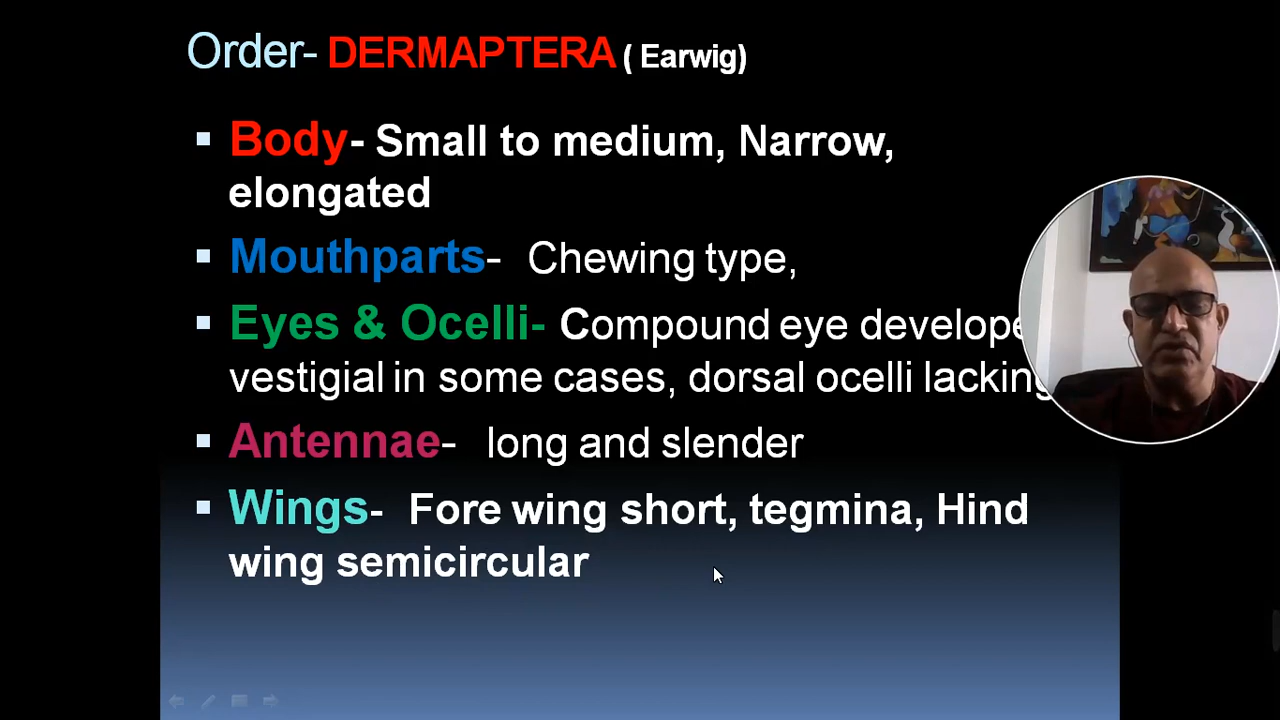 Order- DERMAPTERA ( Earwig)
Body- Small to medium, Narrow,
elongated
Mouthparts- Chewing type,
Eyes & Ocelli- Compound eye
vestigial in some cases, dorsal ocelli lacking
Antennae- long and slender
Wings- Fore wing short, tegmina, Hind
wing semicircular